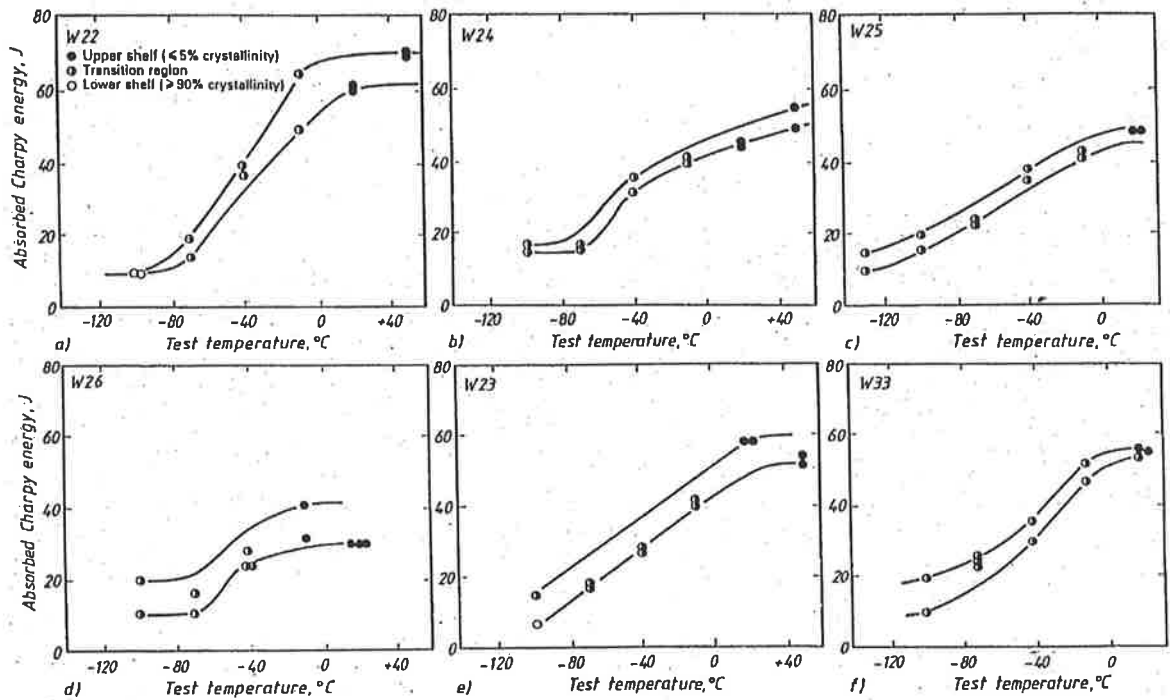 80
60
40
20
0
Absorbed Charpy energy, J
W22
Upper shelf (≤5% crystallinity)
Transition region
Lower shelf (≥90% crystallinity)
-120 -80 -40 0 +40
a) Test temperature, °C
80
60
40
20
0
W24
-120 -80 -40 0 +40
b) Test temperature, °C
80
60
40
20
0
W25
-120 -80 -40 0
c) Test temperature, °C
80
60
40
20
0
Absorbed Charpy energy, J
W26
-120 -80 -40 0 +40
d) Test temperature, °C
80
60
40
20
0
W23
-120 -80 -40 0 +40
e) Test temperature, °C
80
60
40
20
0
W33
-120 -80 -40 0
f) Test temperature, °C